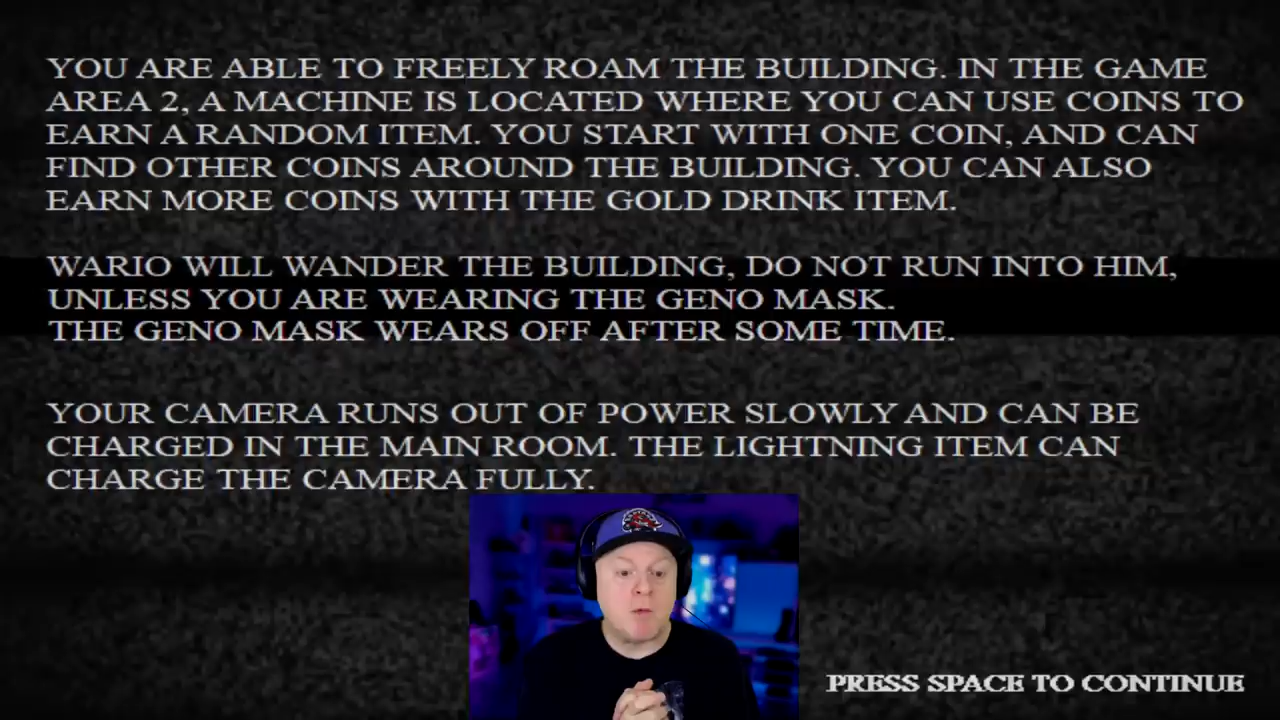 YOU ARE ABLE TO FREELY ROAM THE BUILDING. IN THE GAME
AREA 2, A MACHINE IS LOCATED WHERE YOU CAN USE COINS TO
EARN A RANDOM ITEM. YOU START WITH ONE COIN, AND CAN
FIND OTHER COINS AROUND THE BUILDING. YOU CAN ALSO
EARN MORE COINS WITH THE GOLD DRINK ITEM.
WARIO WILL WANDER THE BUILDING, DO NOT RUN INTO HIM,
UNLESS YOU ARE WEARING THE GENO MASK.
THE GENO MASK WEARS OFF AFTER SOME TIME.
YOUR CAMERA RUNS OUT OF POWER SLOWLY AND CAN BE
CHARGED IN THE MAIN ROOM. THE LIGHTNING ITEM CAN
CHARGE THE CAMERA FULLY.
PRESS SPACE TO CONTINUE